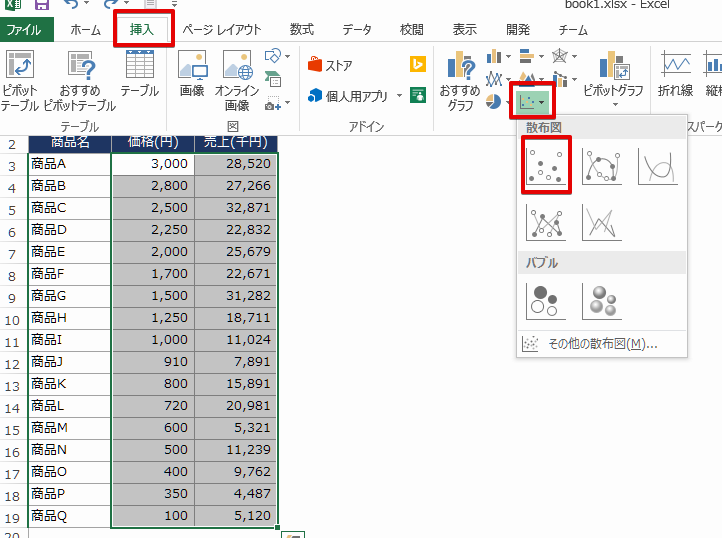 book1.xlsx - Excel
ファイル ホーム 挿入 ページ レイアウト 数式 データ 校閲 表示 開発 チーム
ピボット
テーブル
おすすめ
ピボットテーブル
テーブル
テーブル
画像
オンライン
画像
図
ストア
個人用アプリ
アドイン
おすすめ
グラフ
ピボットグラフ
折れ線
縦棒
スパーク
散布図
バブル
その他の散布図(M)...
2 商品名 価格(円) 売上(千円)
3 商品A 3,000 28,520
4 商品B 2,800 27,266
5 商品C 2,500 32,871
6 商品D 2,250 22,832
7 商品E 2,000 25,679
8 商品F 1,700 22,671
9 商品G 1,500 31,282
10 商品H 1,250 18,711
11 商品I 1,000 11,024
12 商品J 910 7,891
13 商品K 800 15,891
14 商品L 720 20,981
15 商品M 600 5,321
16 商品N 500 11,239
17 商品O 400 9,762
18 商品P 350 4,487
19 商品Q 100 5,120
20